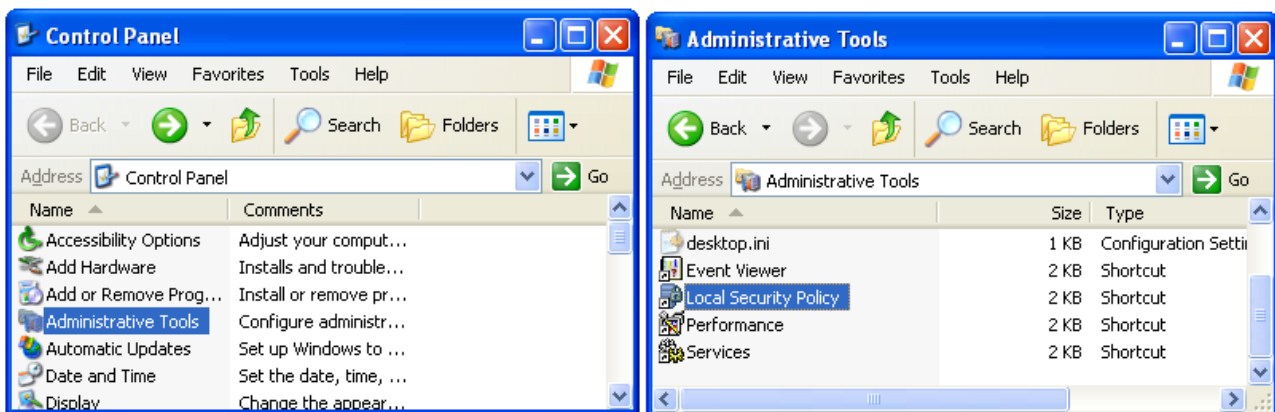 Control Panel
File Edit View Favorites Tools Help
Back Search Folders
Address Control Panel Go
Name Comments
Accessibility Options Adjust your comput...
Add Hardware Installs and trouble...
Add or Remove Prog... Install or remove pr...
Administrative Tools Configure administr...
Automatic Updates Set up Windows to ...
Date and Time Set the date, time, ...
Display Change the appear...
Administrative Tools
File Edit View Favorites Tools Help
Back Search Folders
Address Administrative Tools Go
Name Size Type
desktop.ini 1 KB Configuration Setti
Event Viewer 2 KB Shortcut
Local Security Policy 2 KB Shortcut
Performance 2 KB Shortcut
Services 2 KB Shortcut